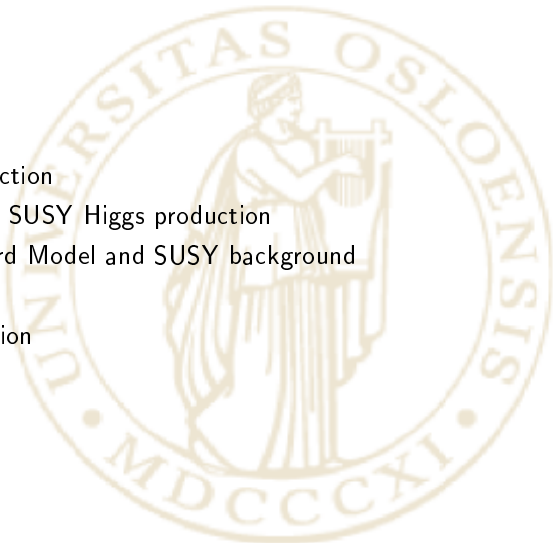 UNIVERSITAS OSLOENSIS
ction
SUSY Higgs production
rd Model and SUSY background
ion
MDCCCXI